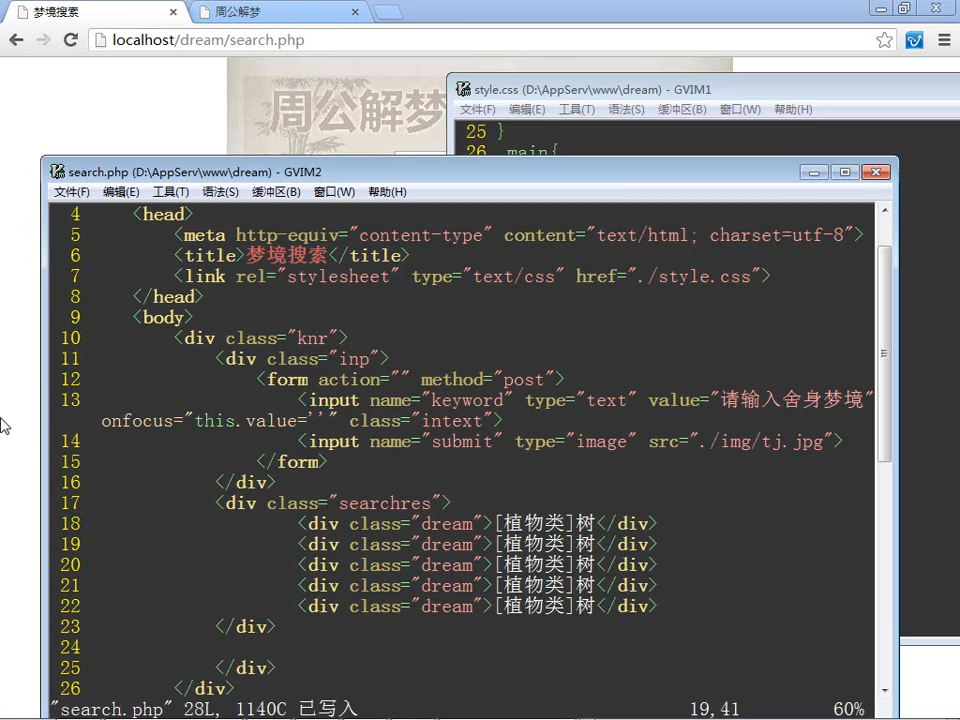 梦境搜索
周公解梦
localhost/dream/search.php
周公解梦
style.css (D:\AppServ\www\dream) - GVIM1
文件(F) 编辑(E) 工具(T) 语法(S) 缓冲区(B) 窗口(W) 帮助(H)
25 }
26 .main{
search.php (D:\AppServ\www\dream) - GVIM2
文件(F) 编辑(E) 工具(T) 语法(S) 缓冲区(B) 窗口(W) 帮助(H)
4 <head>
5 <meta http-equiv="content-type" content="text/html; charset=utf-8">
6 <title>梦境搜索</title>
7 <link rel="stylesheet" type="text/css" href="./style.css">
8 </head>
9 <body>
10 <div class="knr">
11 <div class="inp">
12 <form action="" method="post">
13 <input name="keyword" type="text" value="请输入舍身梦境"
onfocus="this.value=''" class="intext">
14 <input name="submit" type="image" src="./img/tj.jpg">
15 </form>
16 </div>
17 <div class="searchres">
18 <div class="dream">[植物类]树</div>
19 <div class="dream">[植物类]树</div>
20 <div class="dream">[植物类]树</div>
21 <div class="dream">[植物类]树</div>
22 <div class="dream">[植物类]树</div>
23 </div>
24
25 </div>
26 </div>
"search.php" 28L, 1140C 已写入 19,41 60%